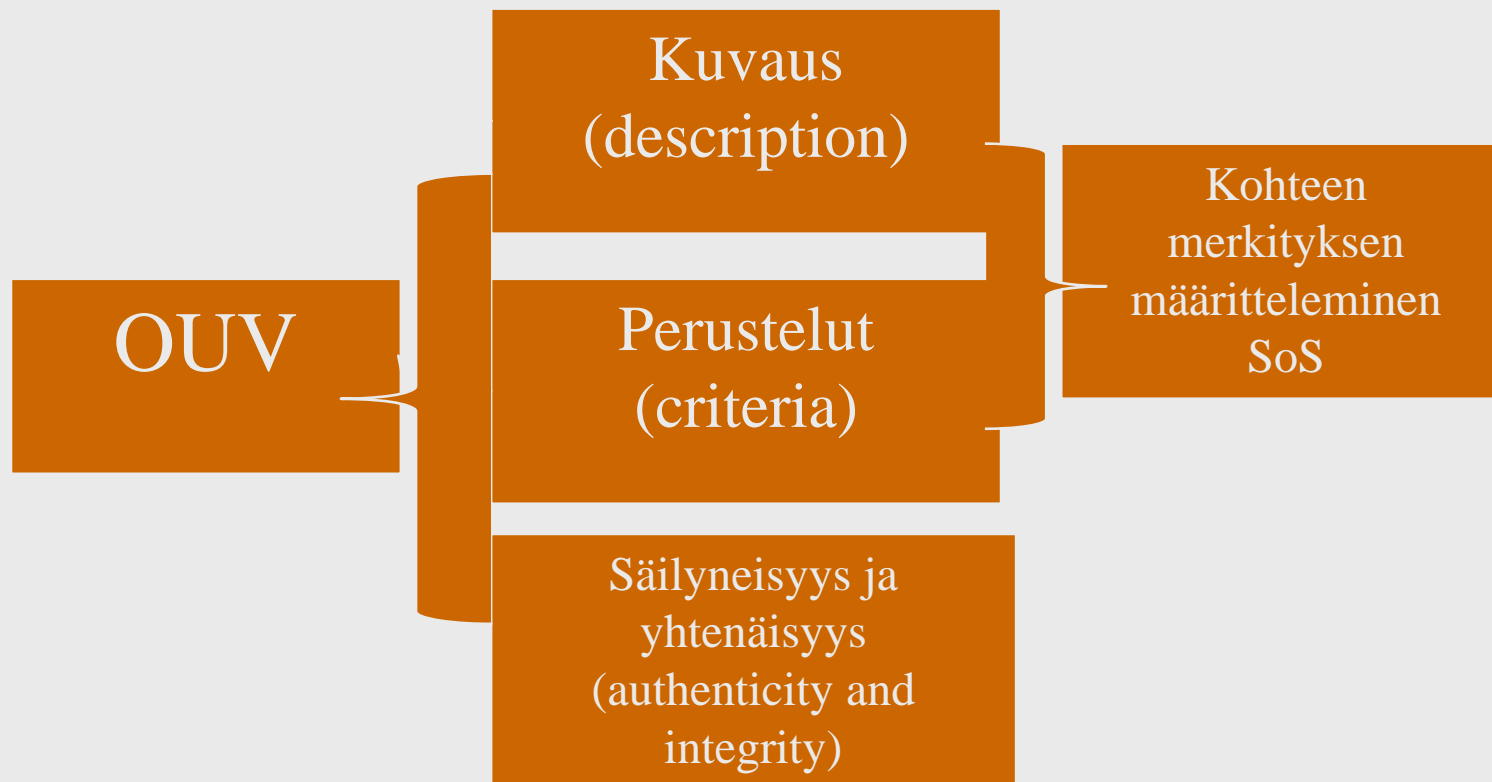 OUV
Kuvaus
(description)
Perustelut
(criteria)
Säilyneisyys ja
yhtenäisyys
(authenticity and
integrity)
Kohteen
merkityksen
määritteleminen
SoS